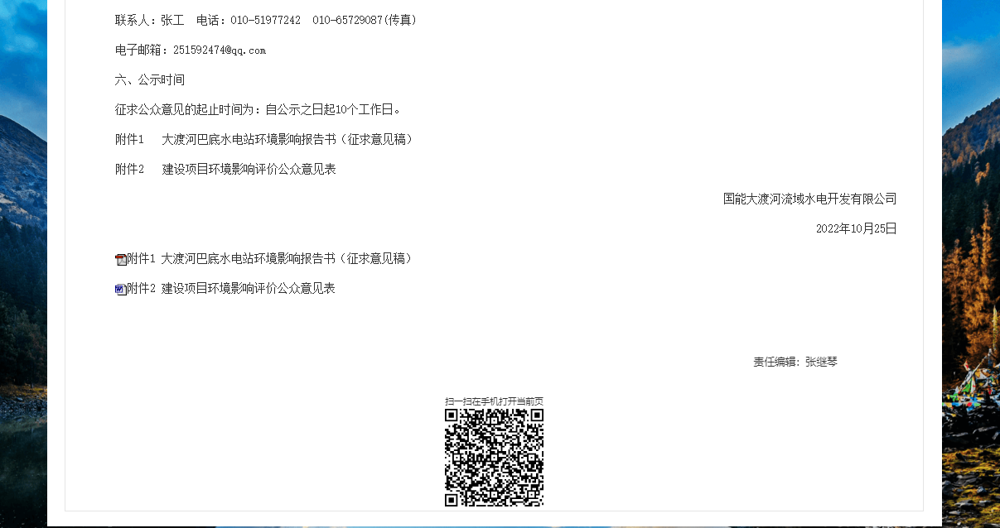 联系人：张工　电话：010-51977242　010-65729087(传真)
电子邮箱：251592474@qq.com
六、公示时间
征求公众意见的起止时间为：自公示之日起10个工作日。
附件1　大渡河巴底水电站环境影响报告书（征求意见稿）
附件2　建设项目环境影响评价公众意见表
国能大渡河流域水电开发有限公司
2022年10月25日
附件1 大渡河巴底水电站环境影响报告书（征求意见稿）
附件2 建设项目环境影响评价公众意见表
责任编辑：张继琴
扫一扫在手机打开当前页